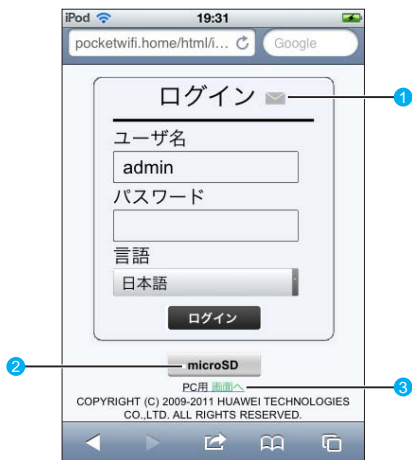 iPod 19:31
pocketwifi.home/html/i... Google
ログイン 1
ユーザ名
admin
パスワード
言語
日本語
ログイン
2 microSD
PC用 画面へ 3
COPYRIGHT (C) 2009-2011 HUAWEI TECHNOLOGIES
CO.,LTD. ALL RIGHTS RESERVED.